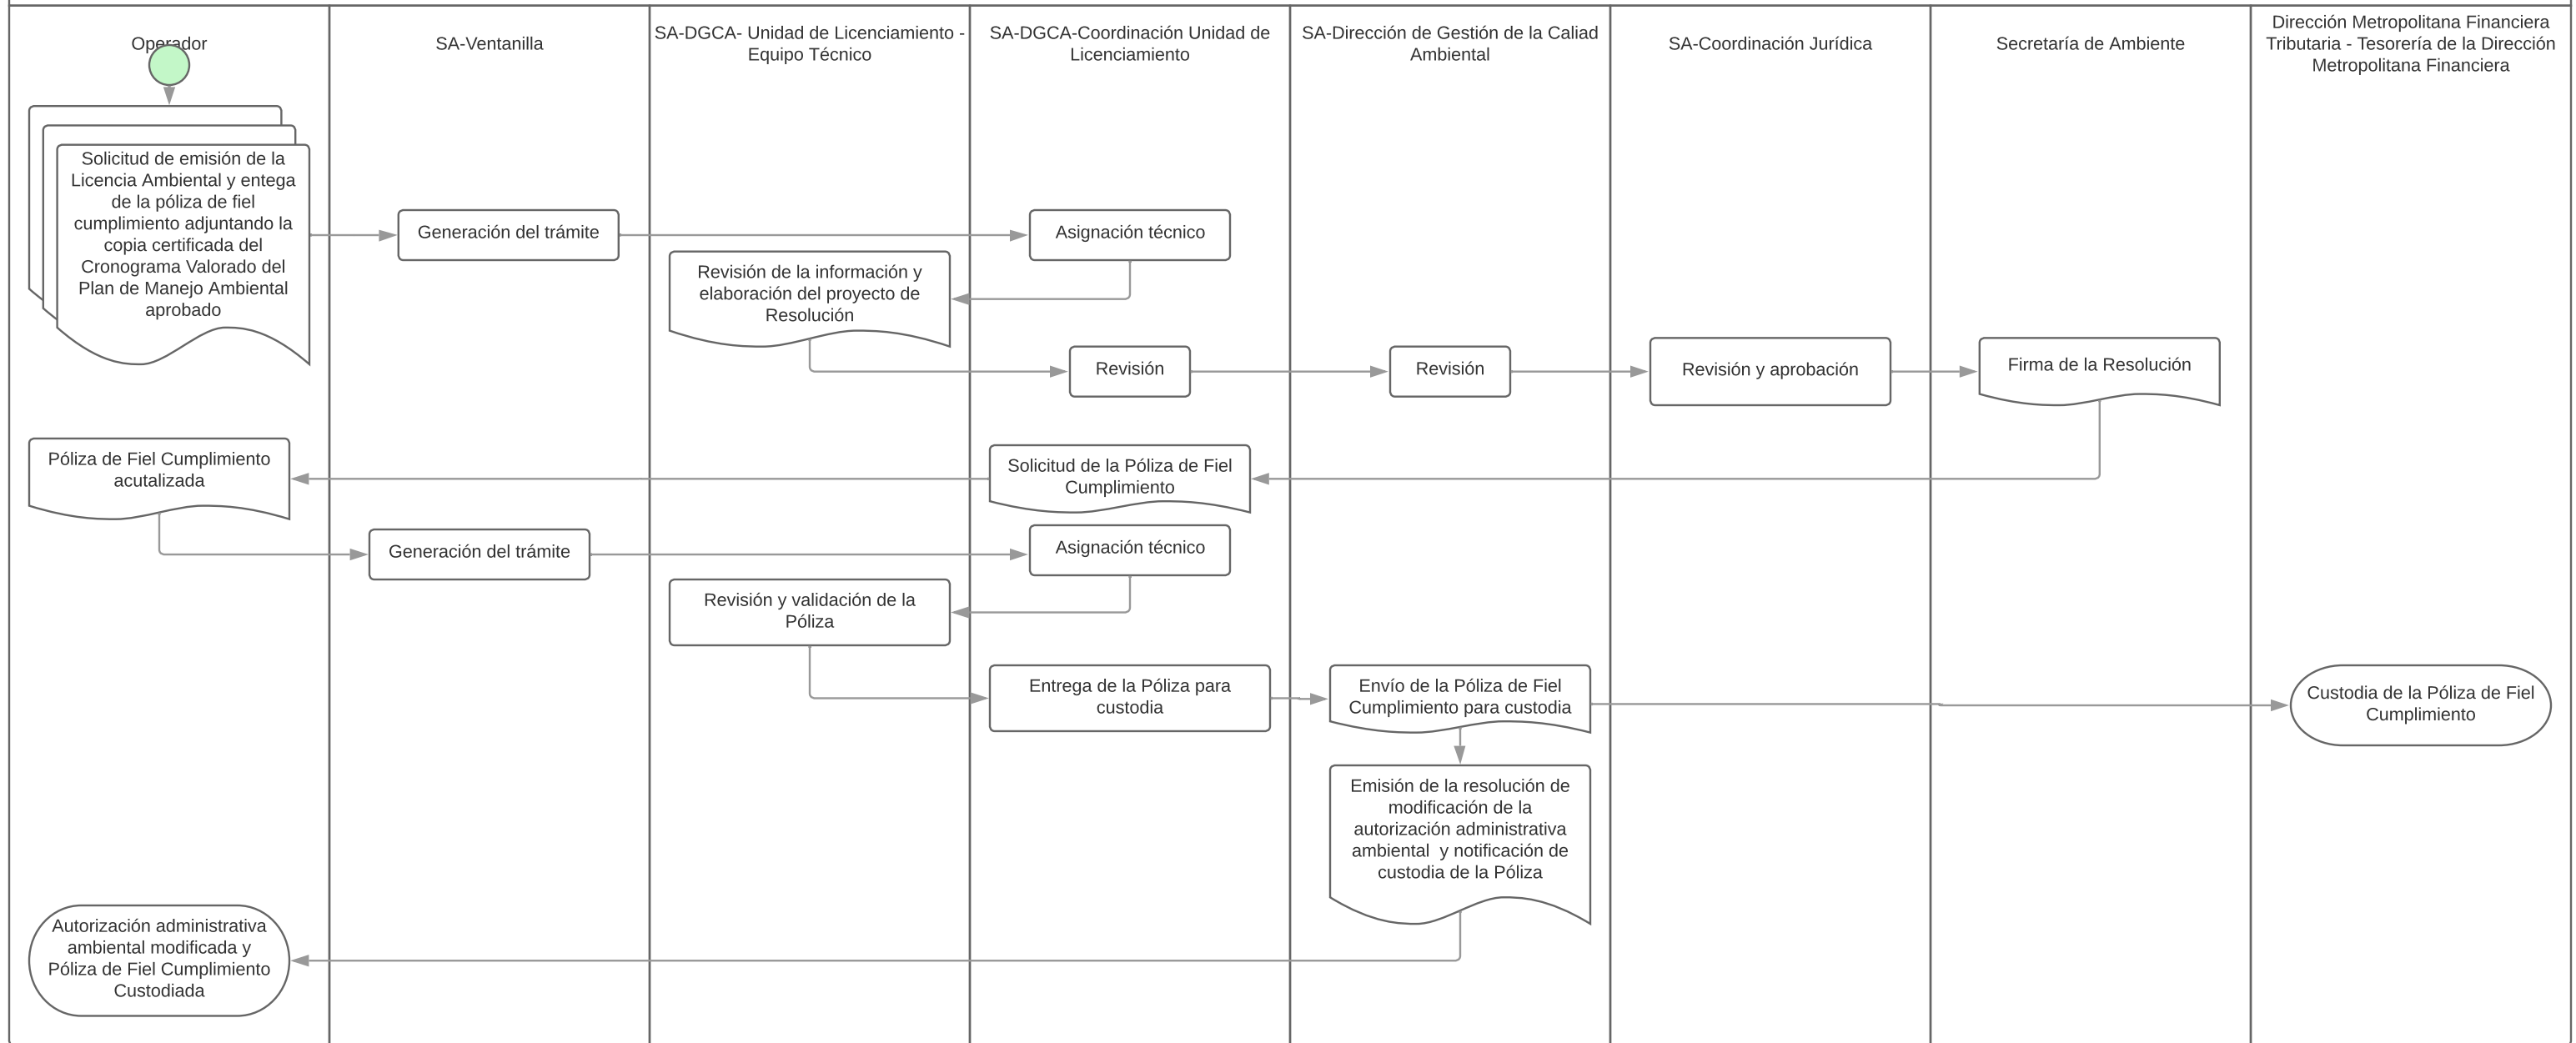 Operador
SA-Ventanilla
SA-DGCA- Unidad de Licenciamiento -
Equipo Técnico
SA-DGCA-Coordinación Unidad de
Licenciamiento
SA-Dirección de Gestión de la Caliad
Ambiental
SA-Coordinación Jurídica
Secretaría de Ambiente
Dirección Metropolitana Financiera
Tributaria - Tesorería de la Dirección
Metropolitana Financiera
Solicitud de emisión de la
Licencia Ambiental y entega
de la póliza de fiel
cumplimiento adjuntando la
copia certificada del
Cronograma Valorado del
Plan de Manejo Ambiental
aprobado
Generación del trámite
Asignación técnico
Revisión de la información y
elaboración del proyecto de
Resolución
Revisión
Revisión
Revisión y aprobación
Firma de la Resolución
Solicitud de la Póliza de Fiel
Cumplimiento
Póliza de Fiel Cumplimiento
acutalizada
Generación del trámite
Asignación técnico
Revisión y validación de la
Póliza
Entrega de la Póliza para
custodia
Envío de la Póliza de Fiel
Cumplimiento para custodia
Custodia de la Póliza de Fiel
Cumplimiento
Emisión de la resolución de
modificación de la
autorización administrativa
ambiental  y notificación de
custodia de la Póliza
Autorización administrativa
ambiental modificada y
Póliza de Fiel Cumplimiento
Custodiada